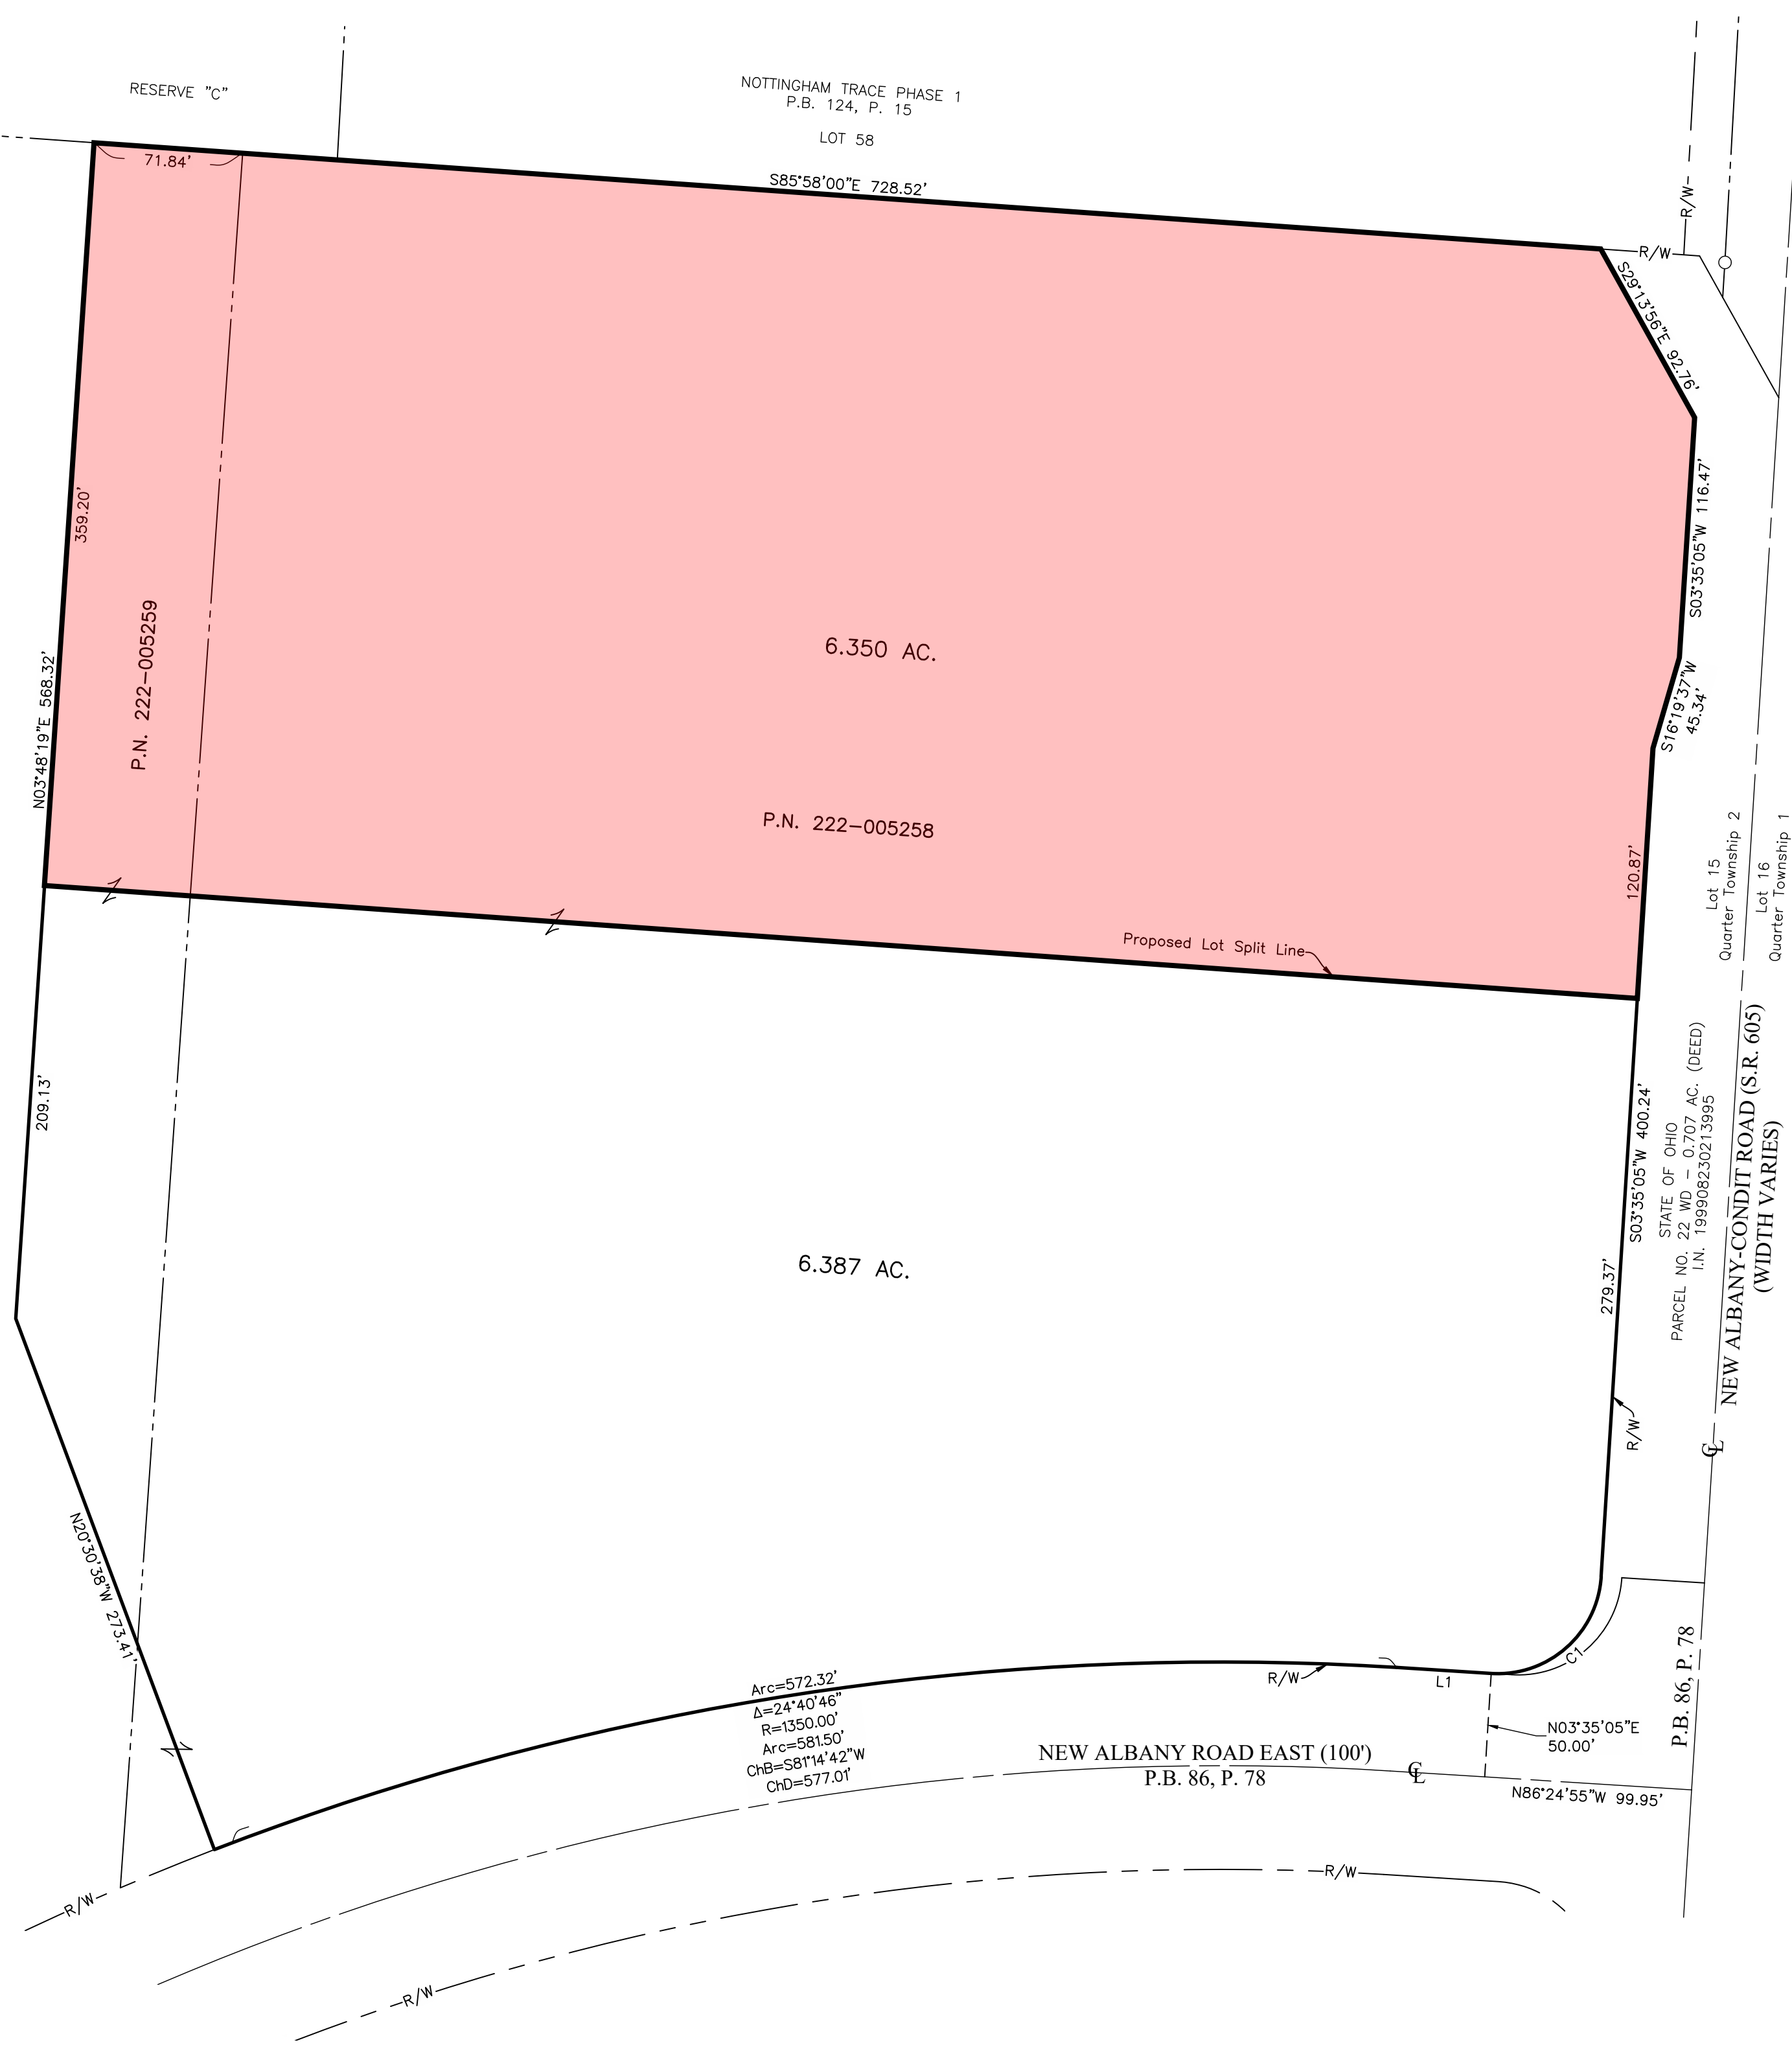 RESERVE "C"
NOTTINGHAM TRACE PHASE 1
P.B. 124, P. 15
LOT 58
71.84'
S85°58'00"E 728.52'
R/W
R/W
S29°13'56"E 92.76'
S03°35'05"W 116.47'
S16°19'37"W
45.34'
359.20'
N03°48'19"E 568.32'
P.N. 222-005259
6.350 AC.
P.N. 222-005258
120.87'
Proposed Lot Split Line
Lot 15
Quarter Township 2
Lot 16
Quarter Township 1
209.13'
6.387 AC.
279.37'
S03°35'05"W 400.24'
STATE OF OHIO
PARCEL NO. 22 WD - 0.707 AC. (DEED)
I.N. 199908230213995
NEW ALBANY-CONDIT ROAD (S.R. 605)
(WIDTH VARIES)
R/W
℄
N20°30'38"W 273.41'
Arc=572.32'
Δ=24°40'46"
R=1350.00'
Arc=581.50'
ChB=S81°14'42"W
ChD=577.01'
R/W
L1
C1
P.B. 86, P. 78
N03°35'05"E
50.00'
NEW ALBANY ROAD EAST (100')
P.B. 86, P. 78
℄
N86°24'55"W 99.95'
R/W
R/W
R/W